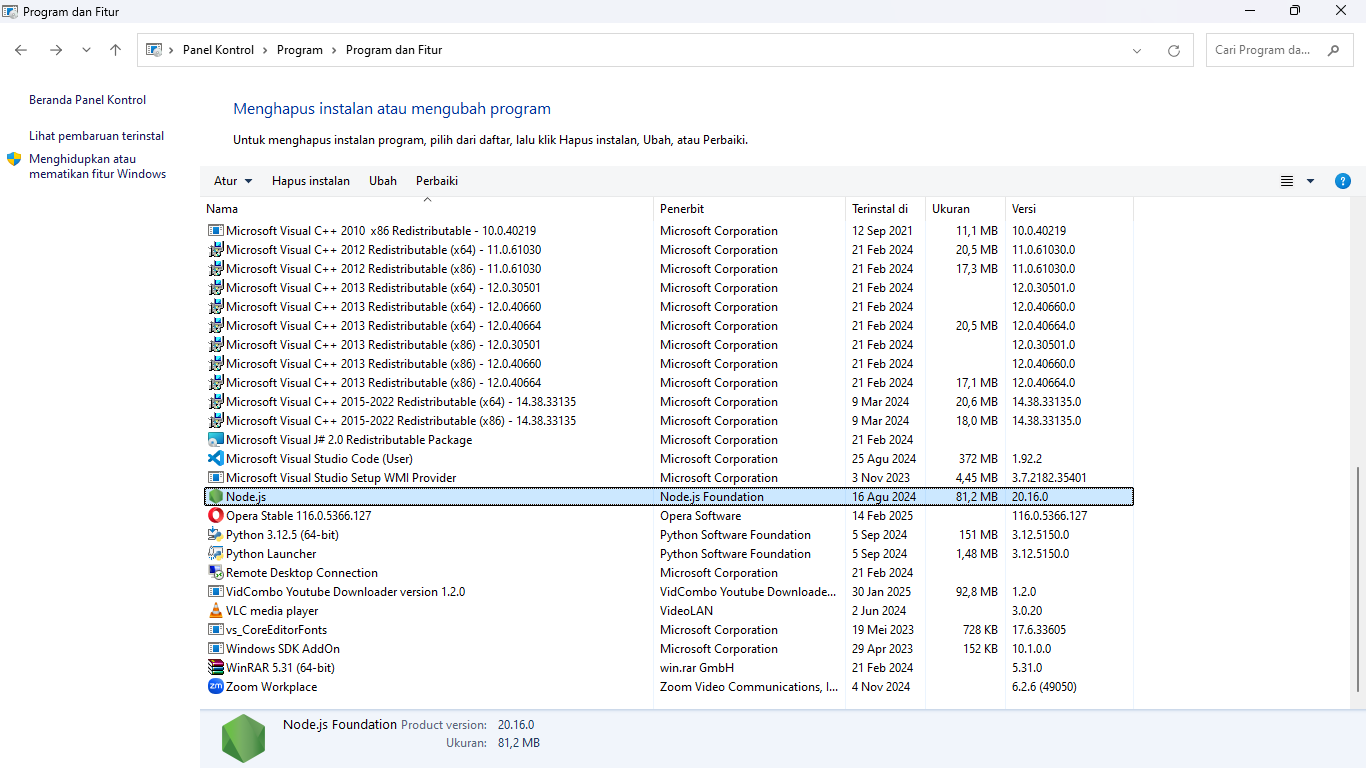 Program dan Fitur
Panel Kontrol > Program > Program dan Fitur
Cari Program da...
Beranda Panel Kontrol
Lihat pembaruan terinstal
Menghidupkan atau
mematikan fitur Windows
Menghapus instalan atau mengubah program
Untuk menghapus instalan program, pilih dari daftar, lalu klik Hapus instalan, Ubah, atau Perbaiki.
Atur Hapus instalan Ubah Perbaiki
Nama Penerbit Terinstal di Ukuran Versi
Microsoft Visual C++ 2010  x86 Redistributable - 10.0.40219 Microsoft Corporation 12 Sep 2021 11,1 MB 10.0.40219
Microsoft Visual C++ 2012 Redistributable (x64) - 11.0.61030 Microsoft Corporation 21 Feb 2024 20,5 MB 11.0.61030.0
Microsoft Visual C++ 2012 Redistributable (x86) - 11.0.61030 Microsoft Corporation 21 Feb 2024 17,3 MB 11.0.61030.0
Microsoft Visual C++ 2013 Redistributable (x64) - 12.0.30501 Microsoft Corporation 21 Feb 2024 12.0.30501.0
Microsoft Visual C++ 2013 Redistributable (x64) - 12.0.40660 Microsoft Corporation 21 Feb 2024 12.0.40660.0
Microsoft Visual C++ 2013 Redistributable (x64) - 12.0.40664 Microsoft Corporation 21 Feb 2024 20,5 MB 12.0.40664.0
Microsoft Visual C++ 2013 Redistributable (x86) - 12.0.30501 Microsoft Corporation 21 Feb 2024 12.0.30501.0
Microsoft Visual C++ 2013 Redistributable (x86) - 12.0.40660 Microsoft Corporation 21 Feb 2024 12.0.40660.0
Microsoft Visual C++ 2013 Redistributable (x86) - 12.0.40664 Microsoft Corporation 21 Feb 2024 17,1 MB 12.0.40664.0
Microsoft Visual C++ 2015-2022 Redistributable (x64) - 14.38.33135 Microsoft Corporation 9 Mar 2024 20,6 MB 14.38.33135.0
Microsoft Visual C++ 2015-2022 Redistributable (x86) - 14.38.33135 Microsoft Corporation 9 Mar 2024 18,0 MB 14.38.33135.0
Microsoft Visual J# 2.0 Redistributable Package Microsoft Corporation 21 Feb 2024
Microsoft Visual Studio Code (User) Microsoft Corporation 25 Agu 2024 372 MB 1.92.2
Microsoft Visual Studio Setup WMI Provider Microsoft Corporation 3 Nov 2023 4,45 MB 3.7.2182.35401
Node.js Node.js Foundation 16 Agu 2024 81,2 MB 20.16.0
Opera Stable 116.0.5366.127 Opera Software 14 Feb 2025 116.0.5366.127
Python 3.12.5 (64-bit) Python Software Foundation 5 Sep 2024 151 MB 3.12.5150.0
Python Launcher Python Software Foundation 5 Sep 2024 1,48 MB 3.12.5150.0
Remote Desktop Connection Microsoft Corporation 21 Feb 2024
VidCombo Youtube Downloader version 1.2.0 VidCombo Youtube Downloade... 30 Jan 2025 92,8 MB 1.2.0
VLC media player VideoLAN 2 Jun 2024 3.0.20
vs_CoreEditorFonts Microsoft Corporation 19 Mei 2023 728 KB 17.6.33605
Windows SDK AddOn Microsoft Corporation 29 Apr 2023 152 KB 10.1.0.0
WinRAR 5.31 (64-bit) win.rar GmbH 21 Feb 2024 5.31.0
zm Zoom Workplace Zoom Video Communications, I... 4 Nov 2024 6.2.6 (49050)
Node.js Foundation Product version: 20.16.0
Ukuran: 81,2 MB